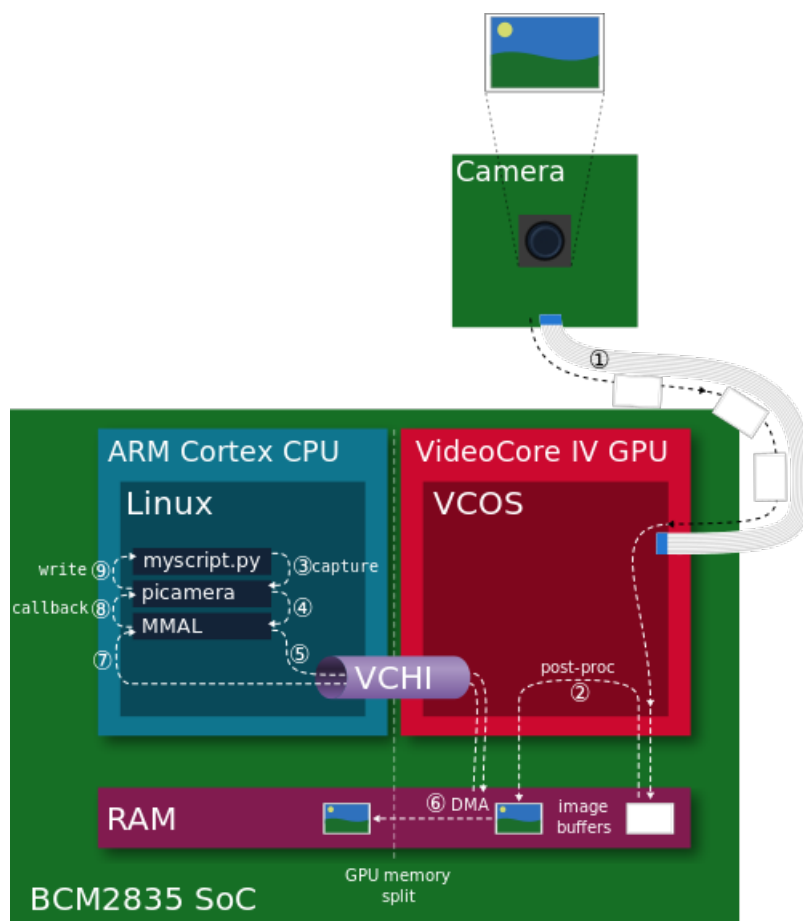 Camera
①
ARM Cortex CPU
VideoCore IV GPU
Linux
VCOS
myscript.py
write ⑨
③capture
picamera
callback ⑧
④
MMAL
⑦
⑤
VCHI
post-proc
②
RAM
⑥ DMA
image
buffers
GPU memory
split
BCM2835 SoC